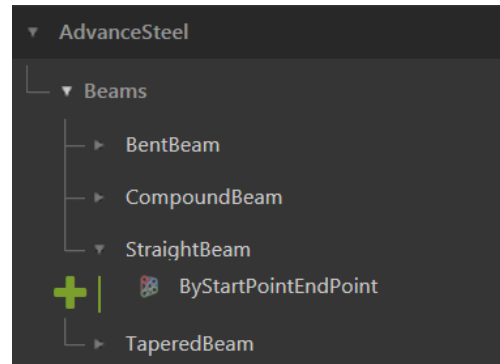 AdvanceSteel
Beams
BentBeam
CompoundBeam
StraightBeam
ByStartPointEndPoint
TaperedBeam